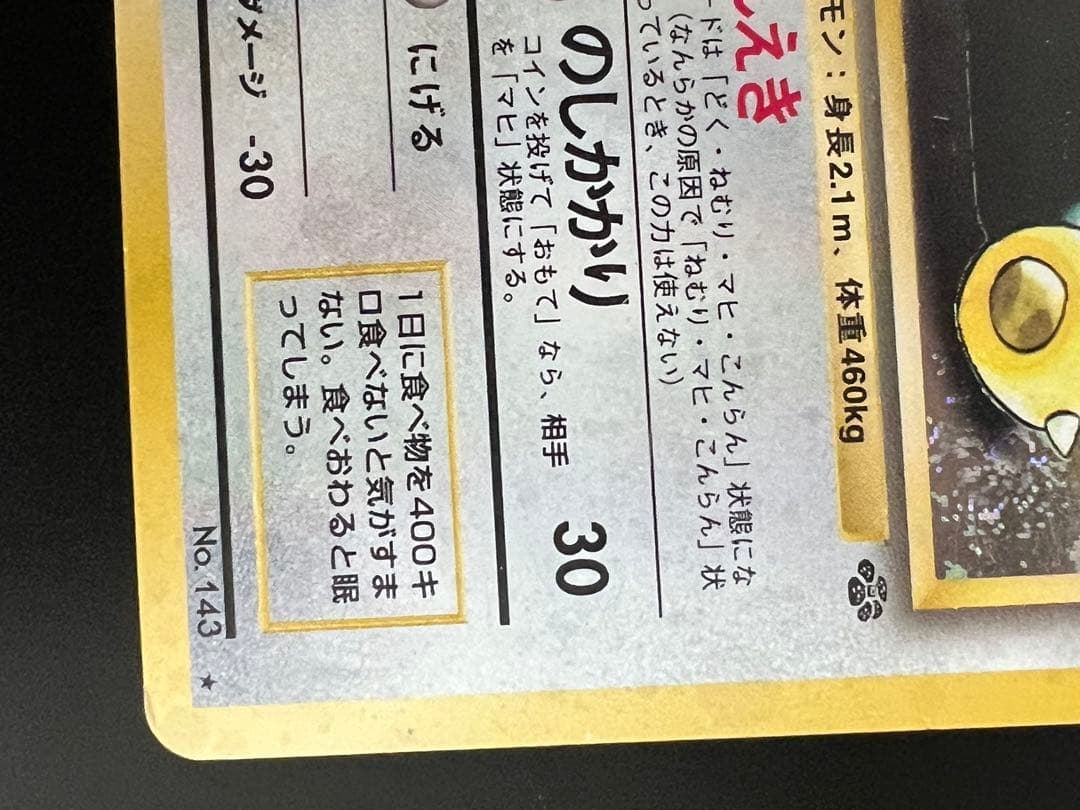 モン：身長2.1m、体重460kg
えき
ードは「どく・ねむり・マヒ・こんらん」状態にな
（なんらかの原因で「ねむり・マヒ・こんらん」状
っているとき、この力は使えない）
のしかかり 30
コインを投げて「おもて」なら、相手
を「マヒ」状態にする。
にげる
ダメージ -30
1日に食べ物を400キ
口食べないと気がすま
ない。食べおわると眠
ってしまう。
No.143 ★